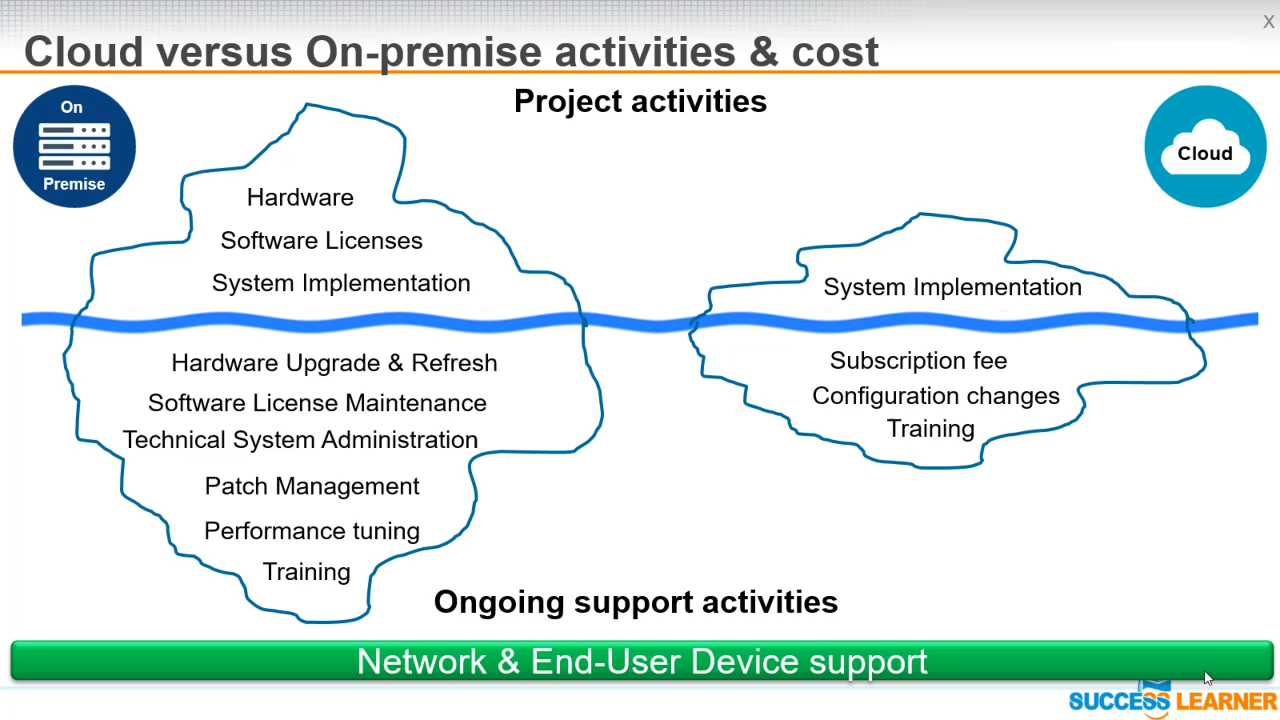 X
Cloud versus On-premise activities & cost
Project activities
On
Premise
Cloud
Hardware
Software Licenses
System Implementation
System Implementation
Hardware Upgrade & Refresh
Software License Maintenance
Technical System Administration
Patch Management
Performance tuning
Training
Subscription fee
Configuration changes
Training
Ongoing support activities
Network & End-User Device support
SUCCESS LEARNER